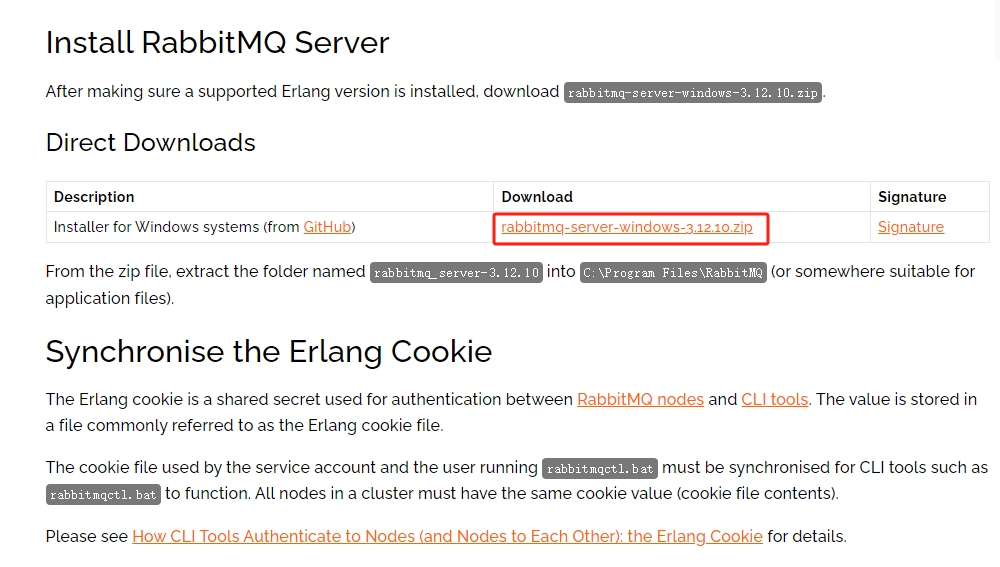 Install RabbitMQ Server
After making sure a supported Erlang version is installed, download rabbitmq-server-windows-3.12.10.zip.
Direct Downloads
Description Download Signature
Installer for Windows systems (from GitHub) rabbitmq-server-windows-3.12.10.zip Signature
From the zip file, extract the folder named rabbitmq_server-3.12.10 into C:\Program Files\RabbitMQ (or somewhere suitable for
application files).
Synchronise the Erlang Cookie
The Erlang cookie is a shared secret used for authentication between RabbitMQ nodes and CLI tools. The value is stored in
a file commonly referred to as the Erlang cookie file.
The cookie file used by the service account and the user running rabbitmqctl.bat must be synchronised for CLI tools such as
rabbitmqctl.bat to function. All nodes in a cluster must have the same cookie value (cookie file contents).
Please see How CLI Tools Authenticate to Nodes (and Nodes to Each Other): the Erlang Cookie for details.